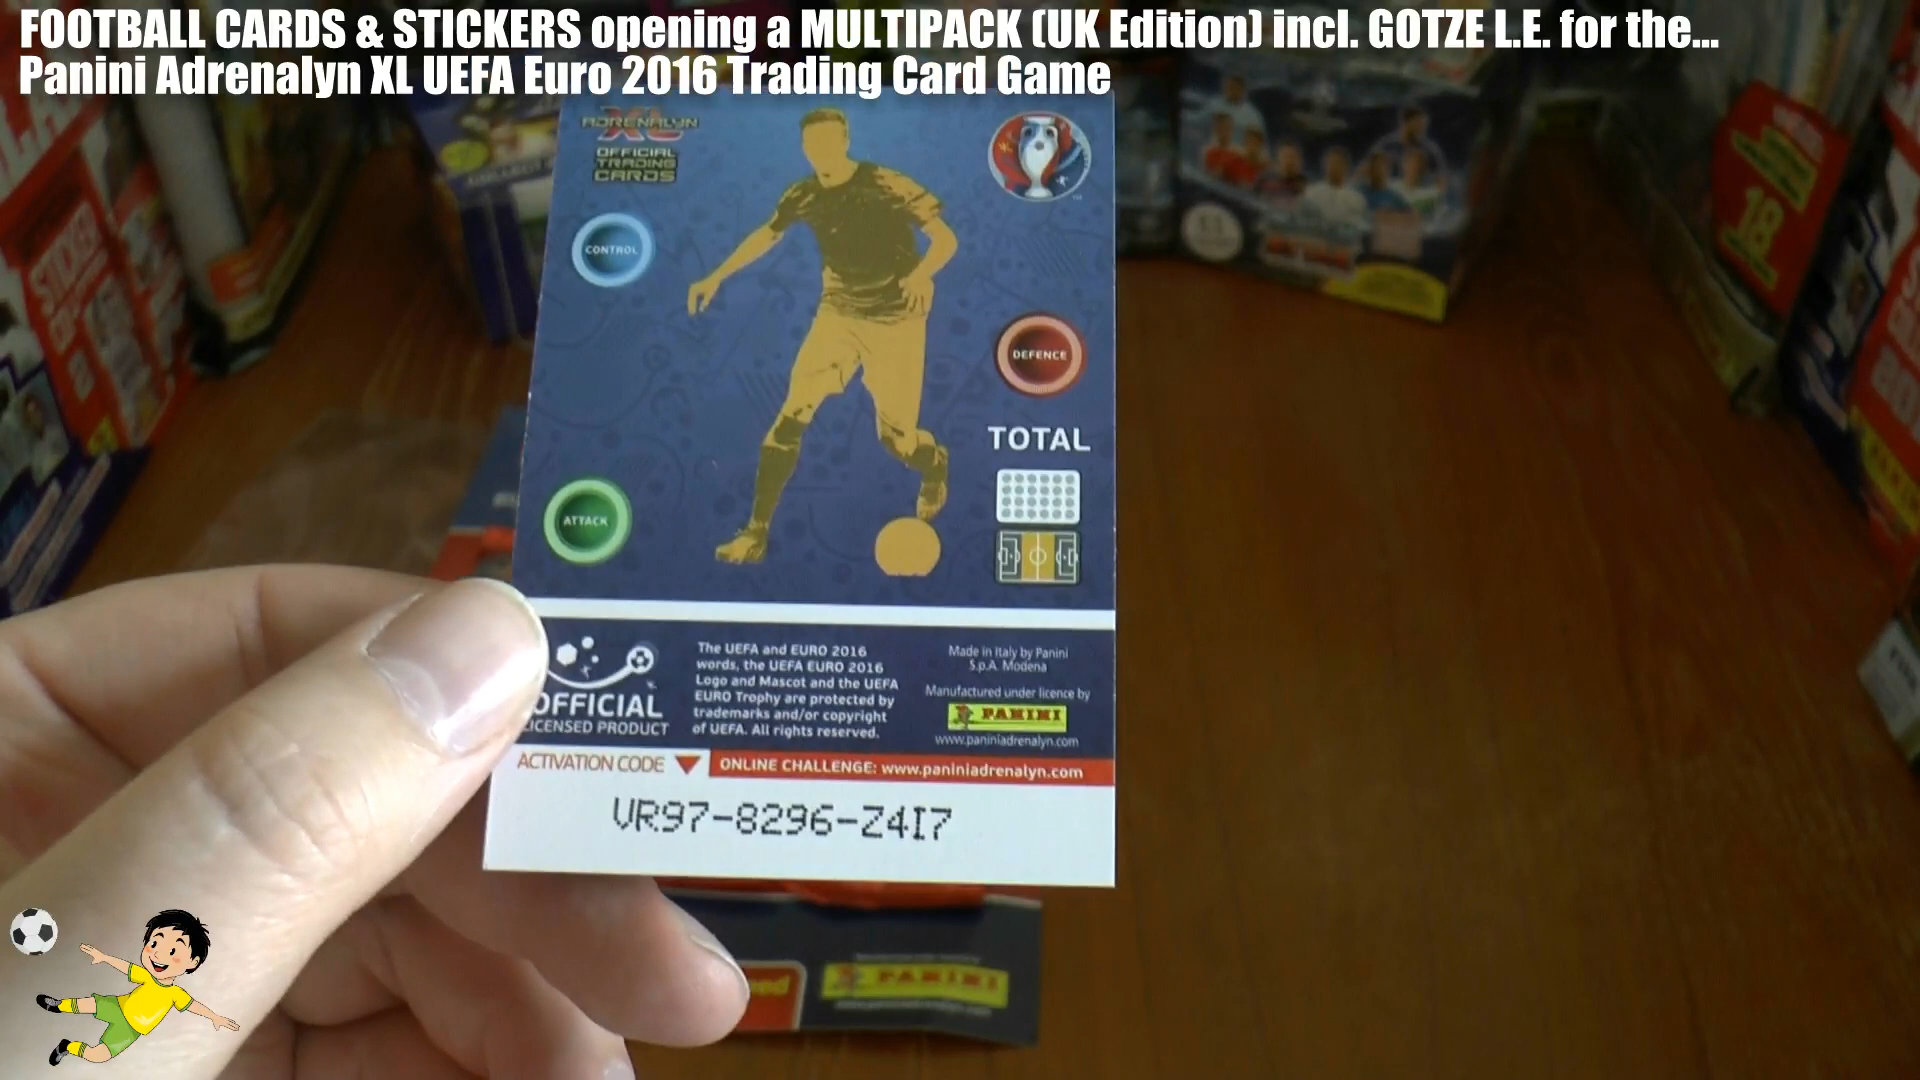 FOOTBALL CARDS & STICKERS opening a MULTIPACK (UK Edition) incl. GOTZE L.E. for the...
Panini Adrenalyn XL UEFA Euro 2016 Trading Card Game
ADRENALYN
XL
OFFICIAL
TRADING
CARDS
CONTROL
DEFENCE
TOTAL
ATTACK
OFFICIAL
LICENSED PRODUCT
The UEFA and EURO 2016
words, the UEFA EURO 2016
Logo and Mascot and the UEFA
EURO Trophy are protected by
trademarks and/or copyright
of UEFA. All rights reserved.
Made in Italy by Panini
S.p.A. Modena
Manufactured under licence by
PANINI
www.paniniadrenalyn.com
ACTIVATION CODE
ONLINE CHALLENGE: www.paniniadrenalyn.com
VR97-8296-Z4I7
PANINI
18
STICKER